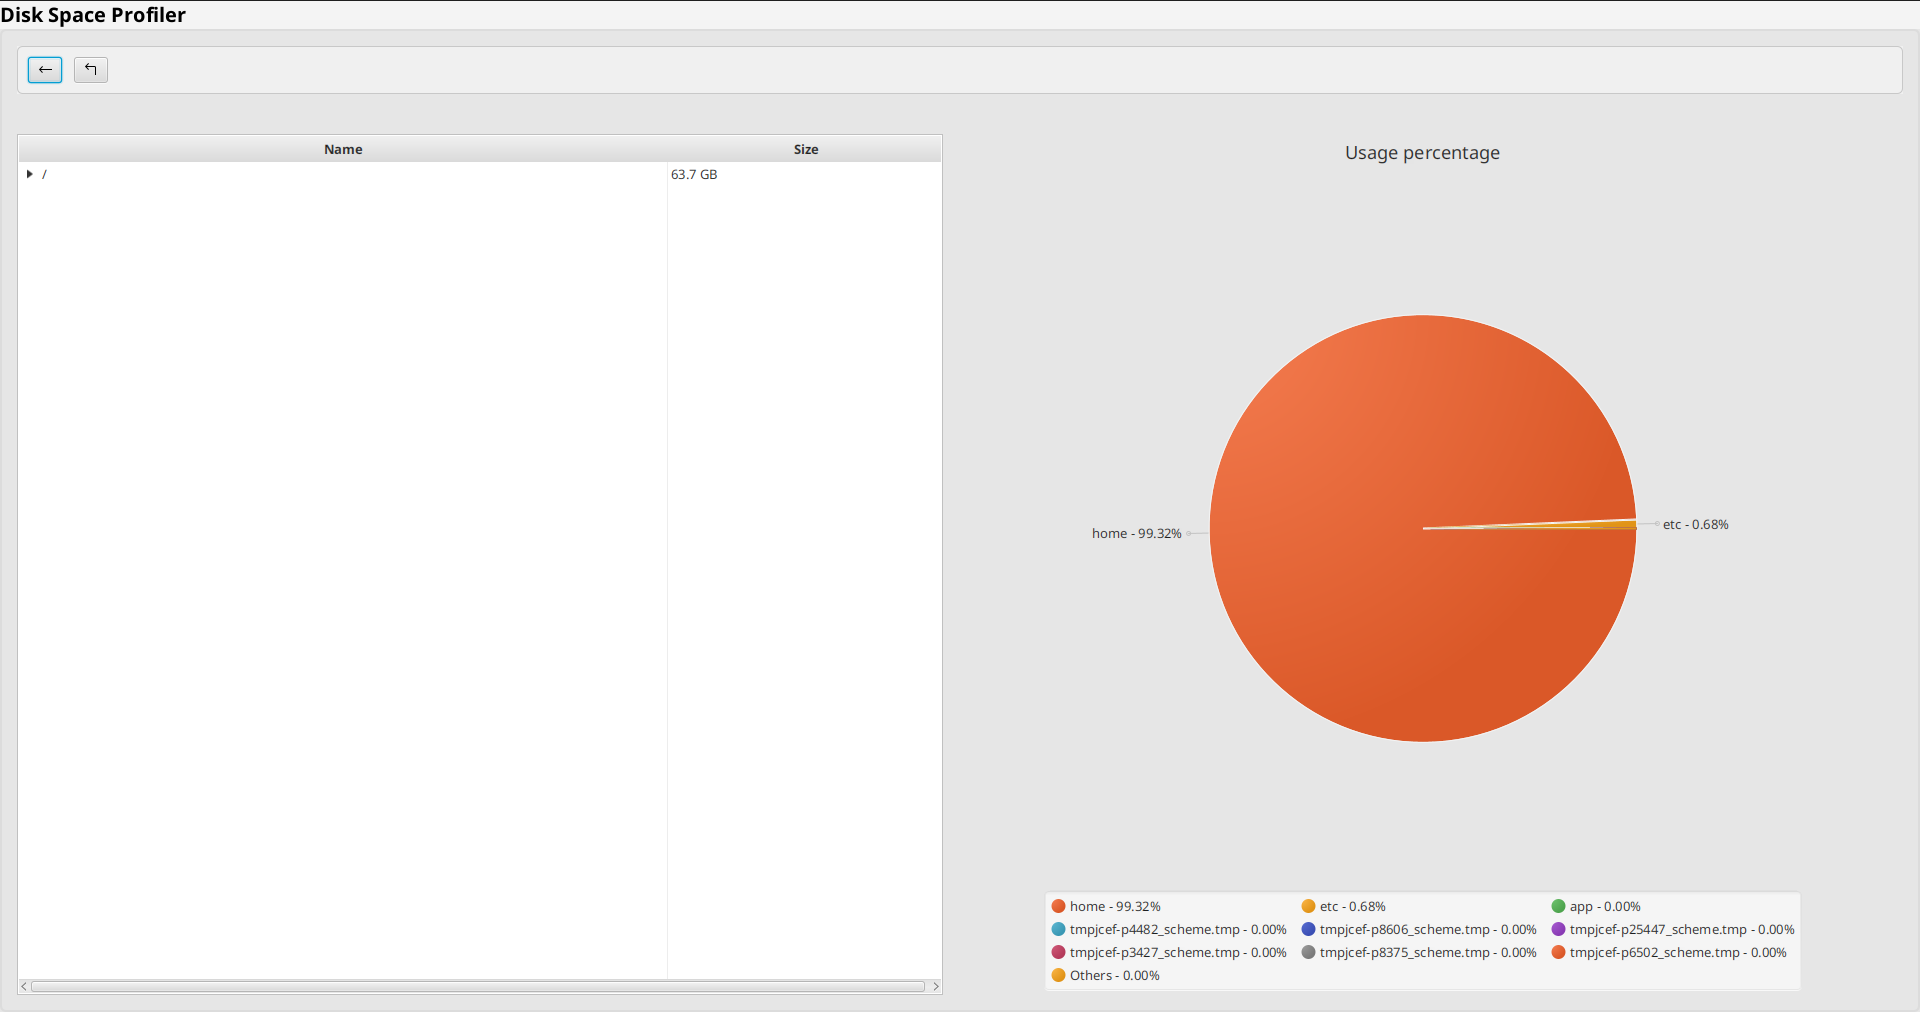 Disk Space Profiler
← ↰
Name Size
/ 63.7 GB
Usage percentage
home - 99.32%
etc - 0.68%
home - 99.32% etc - 0.68% app - 0.00%
tmpjcef-p4482_scheme.tmp - 0.00% tmpjcef-p8606_scheme.tmp - 0.00% tmpjcef-p25447_scheme.tmp - 0.00%
tmpjcef-p3427_scheme.tmp - 0.00% tmpjcef-p8375_scheme.tmp - 0.00% tmpjcef-p6502_scheme.tmp - 0.00%
Others - 0.00%